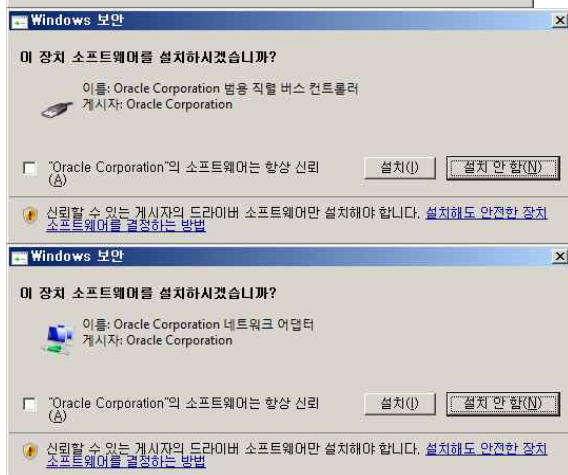 Windows 보안
이 장치 소프트웨어를 설치하시겠습니까?
이름: Oracle Corporation 범용 직렬 버스 컨트롤러
게시자: Oracle Corporation
"Oracle Corporation"의 소프트웨어는 항상 신뢰
(A)
설치(I)
설치 안 함(N)
신뢰할 수 있는 게시자의 드라이버 소프트웨어만 설치해야 합니다. 설치해도 안전한 장치
소프트웨어를 결정하는 방법
Windows 보안
이 장치 소프트웨어를 설치하시겠습니까?
이름: Oracle Corporation 네트워크 어댑터
게시자: Oracle Corporation
"Oracle Corporation"의 소프트웨어는 항상 신뢰
(A)
설치(I)
설치 안 함(N)
신뢰할 수 있는 게시자의 드라이버 소프트웨어만 설치해야 합니다. 설치해도 안전한 장치
소프트웨어를 결정하는 방법